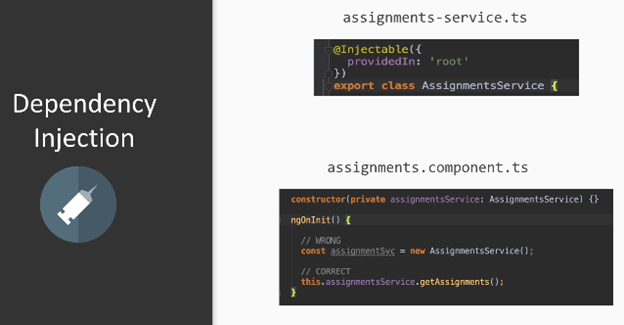 Dependency
Injection
assignments-service.ts
@Injectable({
  providedIn: 'root'
})
export class AssignmentsService {
assignments.component.ts
constructor(private assignmentsService: AssignmentsService) {}
ngOnInit() {
  // WRONG
  const assignmentSvc = new AssignmentsService();
  // CORRECT
  this.assignmentsService.getAssignments();
}